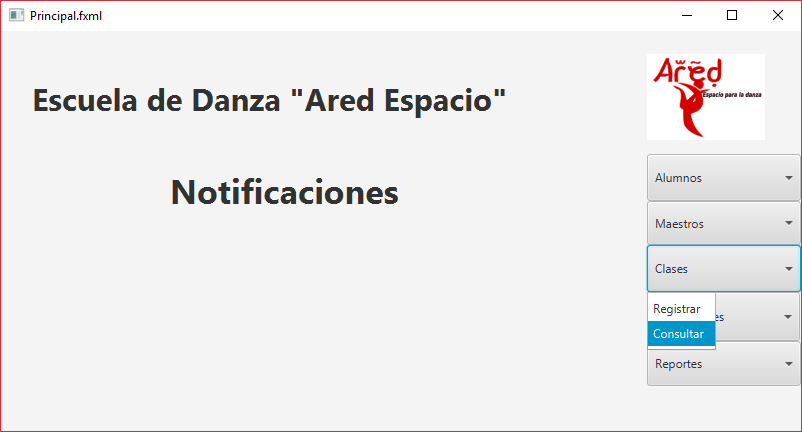 Principal.fxml
Escuela de Danza "Ared Espacio"
Notificaciones
Ared
Espacio para la danza
Alumnos
Maestros
Clases
Registrar
Consultar
Reportes